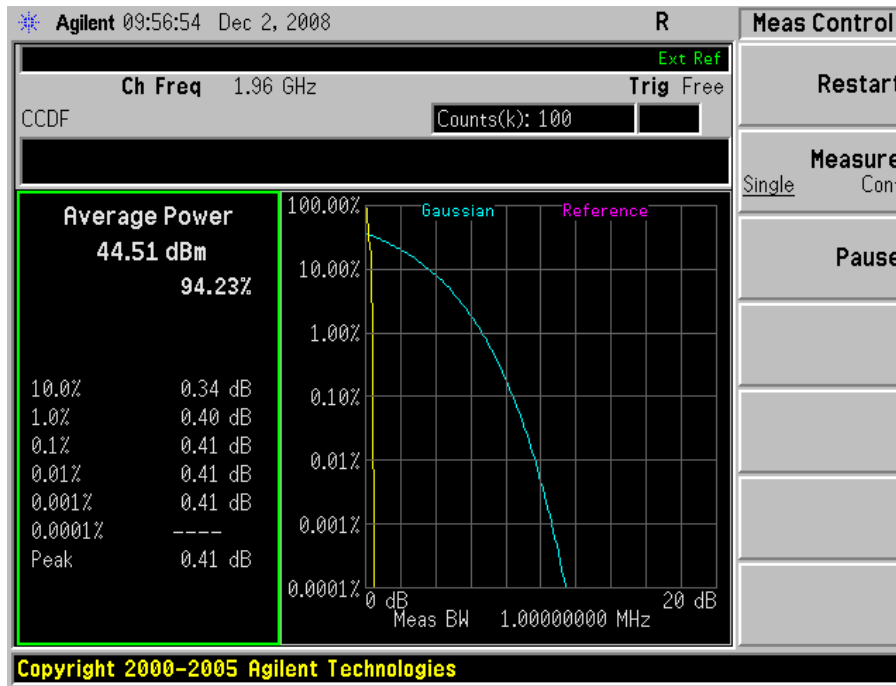 Agilent 09:56:54 Dec 2, 2008 R
Meas Control
Ext Ref
Ch Freq 1.96 GHz Trig Free
CCDF Counts(k): 100
Restart
Measure
Single Con
Pause
Average Power
44.51 dBm
94.23%
10.0% 0.34 dB
1.0% 0.40 dB
0.1% 0.41 dB
0.01% 0.41 dB
0.001% 0.41 dB
0.0001% ----
Peak 0.41 dB
Gaussian Reference
100.00%
10.00%
1.00%
0.10%
0.01%
0.001%
0.0001%
0 dB 20 dB
Meas BW 1.00000000 MHz
Copyright 2000-2005 Agilent Technologies